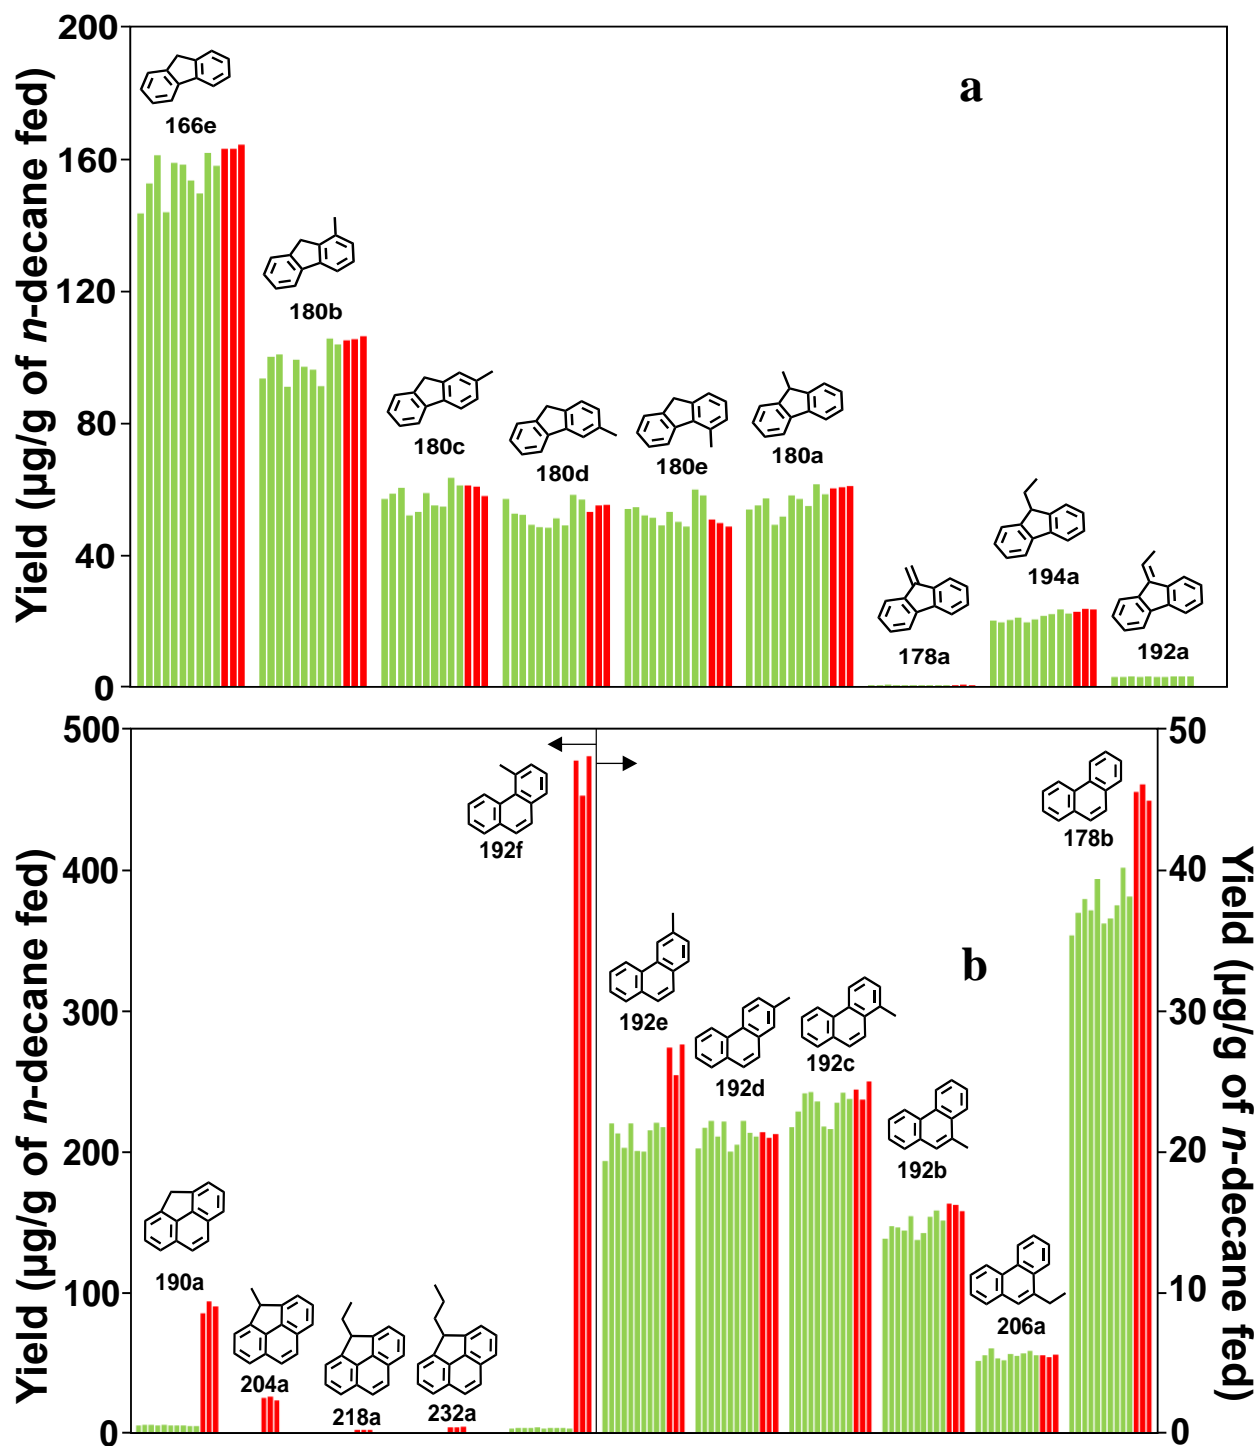 200
160
120
80
40
0
Yield (µg/g of n-decane fed)
a
166e
180b
180c
180d
180e
180a
178a
194a
192a
500
400
300
200
100
0
Yield (µg/g of n-decane fed)
b
190a
204a
218a
232a
192f
192e
192d
192c
192b
206a
178b
50
40
30
20
10
0
Yield (µg/g of n-decane fed)